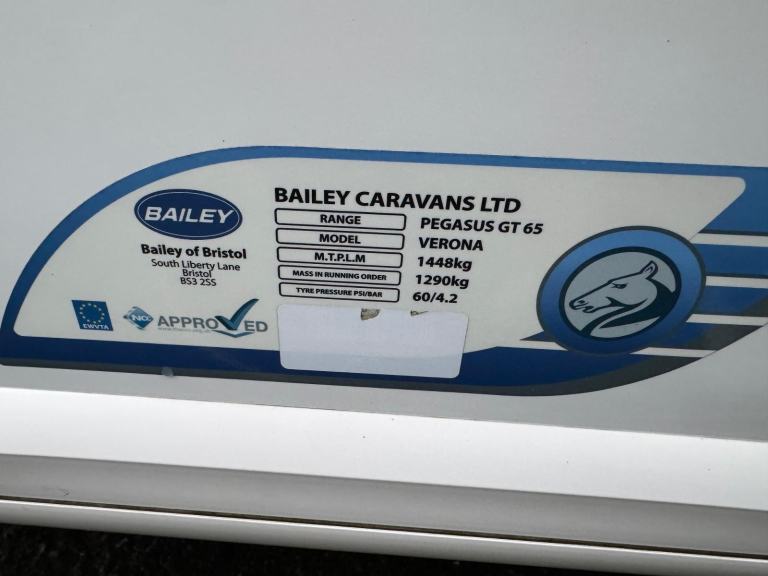 BAILEY
Bailey of Bristol
South Liberty Lane
Bristol
BS3 2SS
EWVTA
NCC APPROVED
BAILEY CARAVANS LTD
RANGE PEGASUS GT 65
MODEL VERONA
M.T.P.L.M 1448kg
MASS IN RUNNING ORDER 1290kg
TYRE PRESSURE PSI/BAR 60/4.2